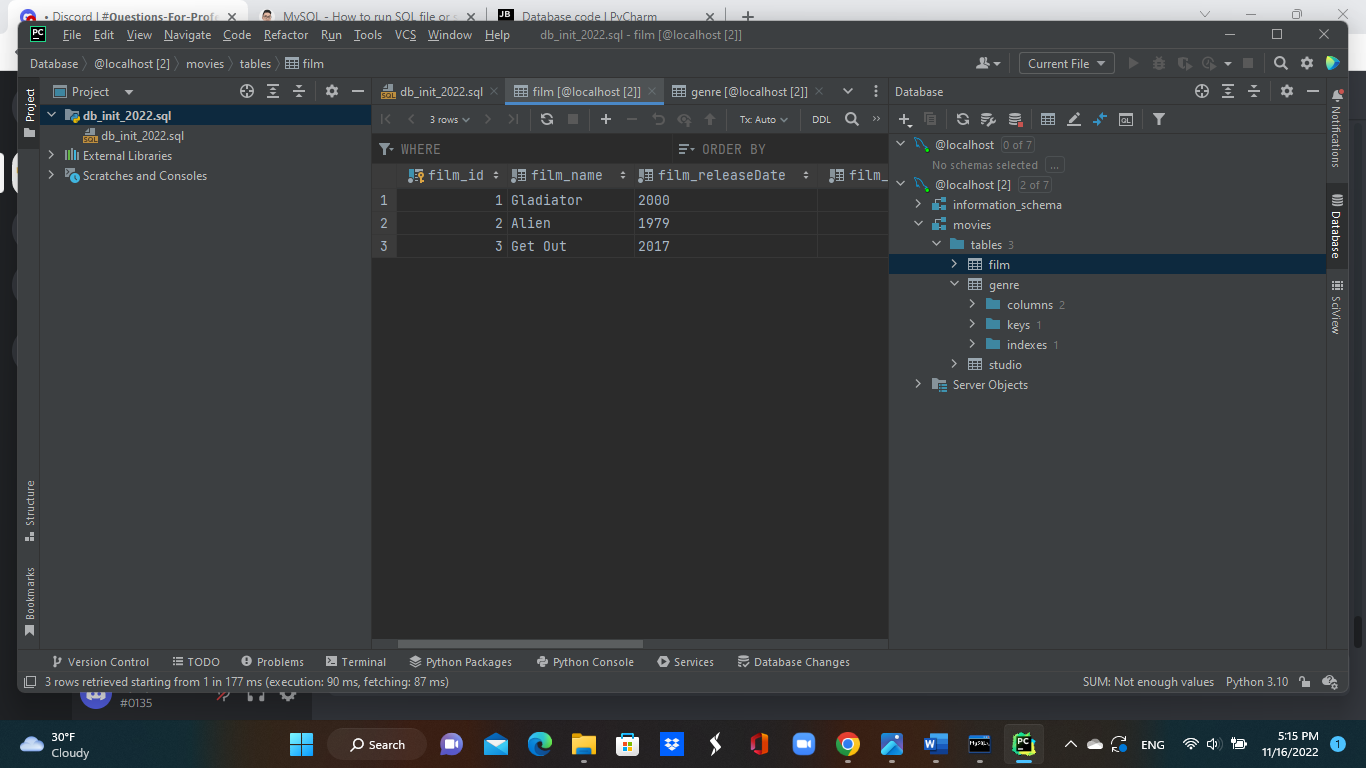 • Discord | #Questions-For-Prof
MySQL - How to run SQL file or s
Database code | PyCharm
File Edit View Navigate Code Refactor Run Tools VCS Window Help db_init_2022.sql - film [@localhost [2]]
Database @localhost [2] movies tables film
Current File
Project
db_init_2022.sql
db_init_2022.sql
External Libraries
Scratches and Consoles
Project
Structure
Bookmarks
db_init_2022.sql film [@localhost [2]] genre [@localhost [2]]
3 rows Tx: Auto DDL
WHERE ORDER BY
film_id film_name film_releaseDate film_
1 1 Gladiator 2000
2 2 Alien 1979
3 3 Get Out 2017
Database
@localhost 0 of 7
No schemas selected ...
@localhost [2] 2 of 7
information_schema
movies
tables 3
film
genre
columns 2
keys 1
indexes 1
studio
Server Objects
Notifications
Database
SciView
Version Control TODO Problems Terminal Python Packages Python Console Services Database Changes
3 rows retrieved starting from 1 in 177 ms (execution: 90 ms, fetching: 87 ms)
SUM: Not enough values Python 3.10
#0135
30°F
Cloudy
Search
ENG
5:15 PM
11/16/2022
1